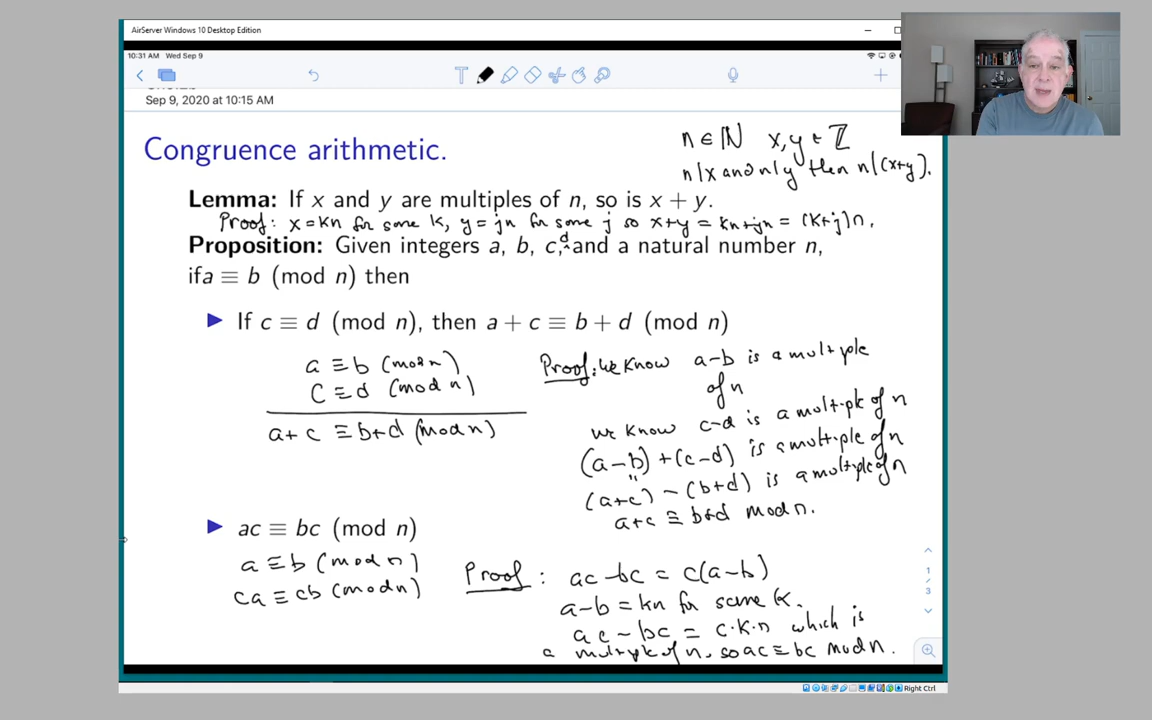 AirServer Windows 10 Desktop Edition
10:31 AM Wed Sep 9
Sep 9, 2020 at 10:15 AM
n ∈ ℕ x, y ∈ ℤ
n|x and n|y then n|(x+y).
Congruence arithmetic.
Lemma: If x and y are multiples of n, so is x + y.
Proof: x = kn for some k, y = jn for some j so x+y = kn+jn = (k+j)n.
Proposition: Given integers a, b, c,d and a natural number n,
ifa ≡ b (mod n) then
▶ If c ≡ d (mod n), then a + c ≡ b + d (mod n)
a ≡ b (mod n)
c ≡ d (mod n)
a+c ≡ b+d (mod n)
Proof: we know a-b is a multiple
of n
we know c-d is a multiple of n
(a-b) + (c-d) is a multiple of n
"
(a+c) - (b+d) is a multiple of n
a+c ≡ b+d mod n.
▶ ac ≡ bc (mod n)
a ≡ b (mod n)
ca ≡ cb (mod n)
Proof: ac - bc = c(a-b)
a-b = kn for some k.
ac - bc = c·k·n which is
a multiple of n. so ac ≡ bc mod n.
1
/
3
Right Ctrl